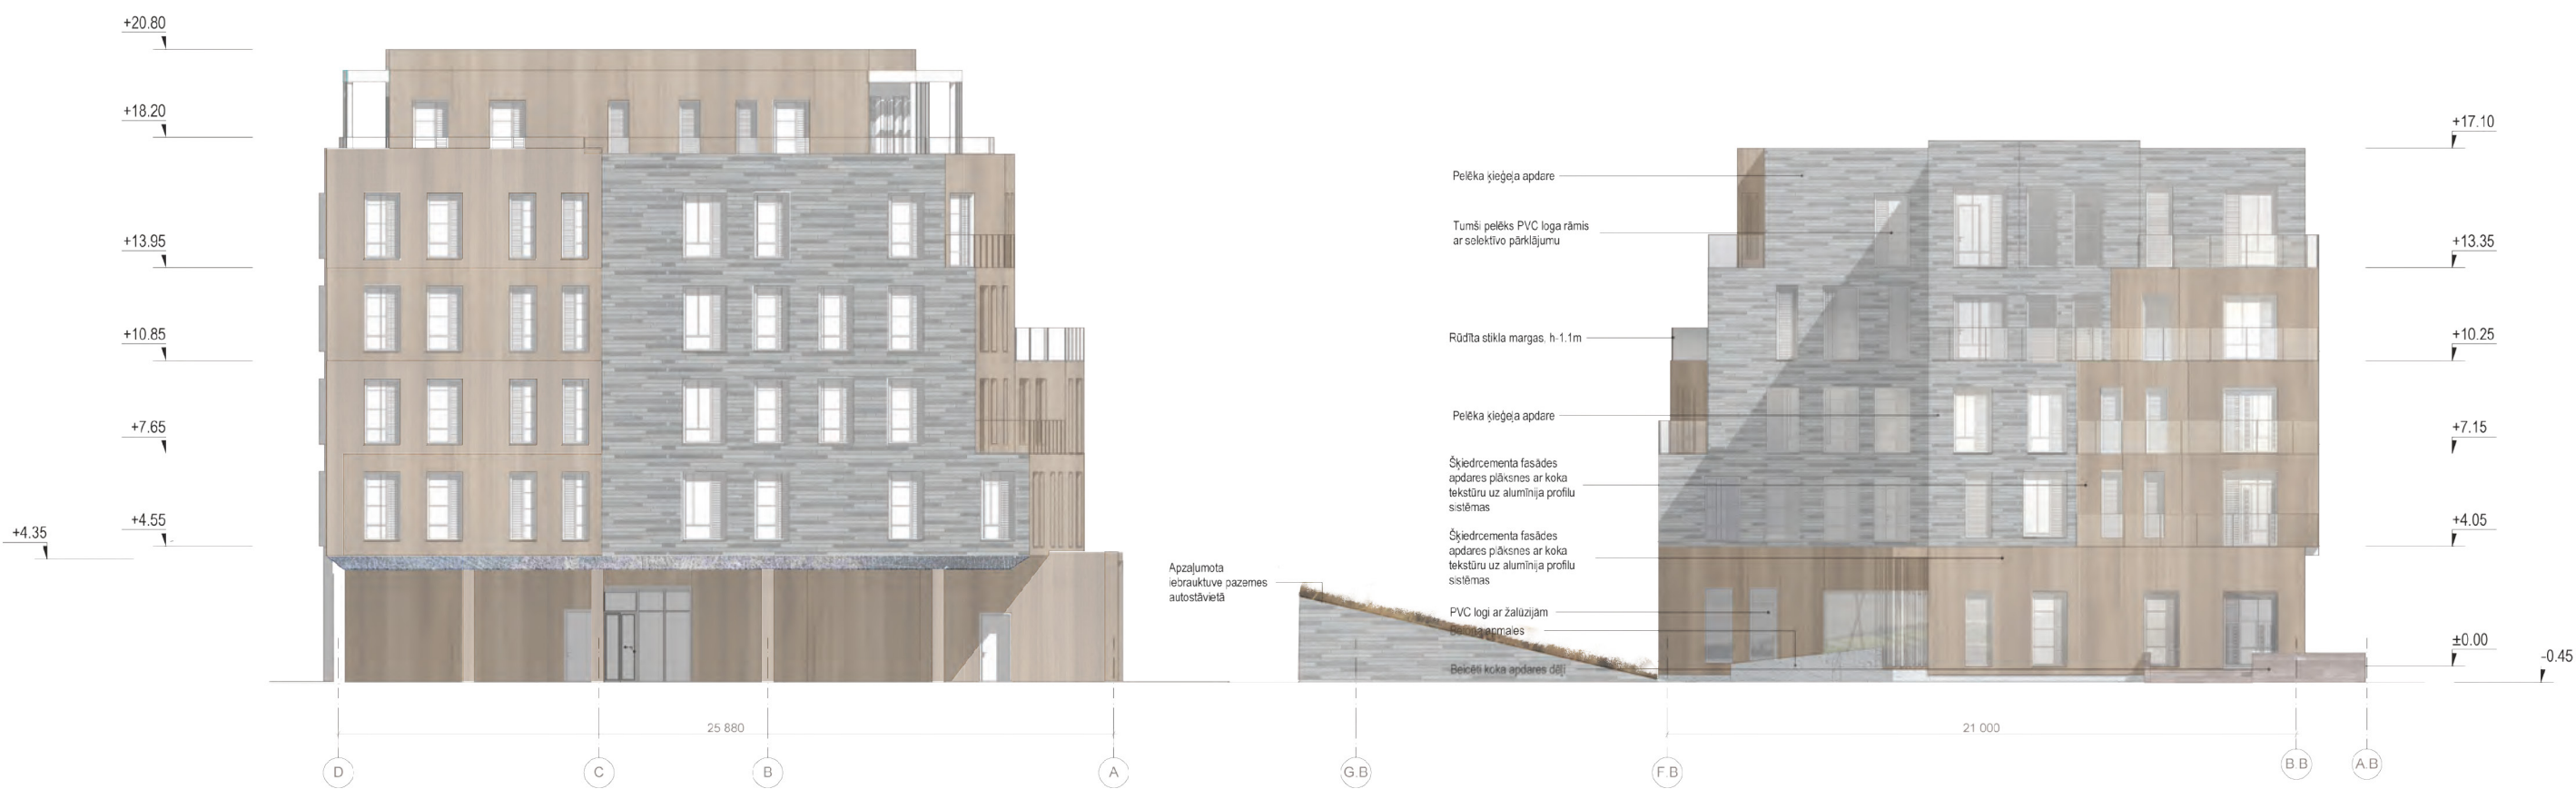 +20.80
+18.20
+13.95
+10.85
+7.65
+4.55
+4.35
25 880
D
C
B
A
Pelēka ķieģeļa apdare
Tumši pelēks PVC loga rāmis
ar selektīvo pārklājumu
Rūdīta stikla margas. h-1.1m
Pelēka ķieģeļa apdare
Šķiedrcementa fasādes
apdares plāksnes ar koka
tekstūru uz alumīnija profilu
sistēmas
Šķiedrcementa fasādes
apdares plāksnes ar koka
tekstūru uz alumīnija profilu
sistēmas
Apzaļumota
iebrauktuve pazemes
autostāvietā
PVC logi ar žalūzijām
Betona apmales
Beicēti koka apdares dēļi
+17.10
+13.35
+10.25
+7.15
+4.05
±0.00
-0.45
21 000
G.B
F.B
B.B
A.B